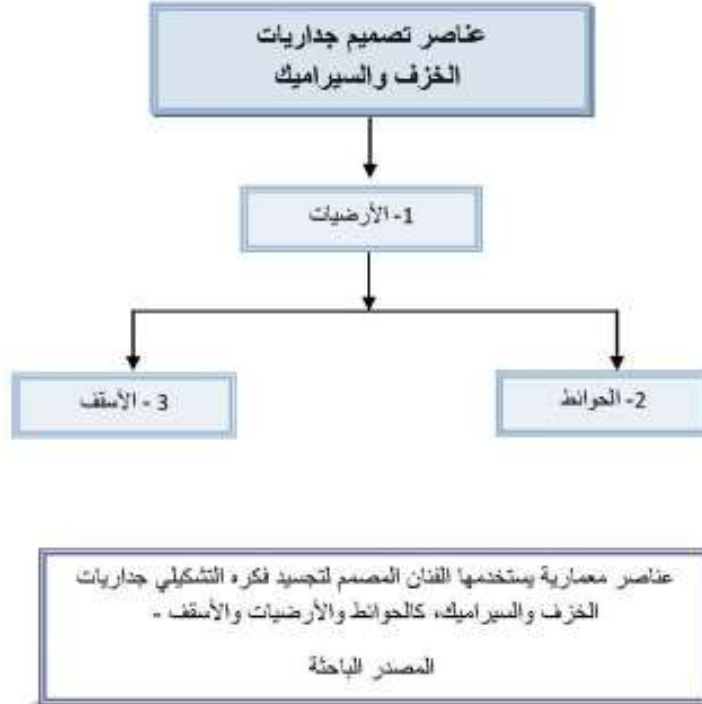 عناصر تصميم جداريات
الخزف والسيراميك
1- الأرضيات
2- الحوائط
3 - الأسقف
عناصر معمارية يستخدمها الفنان المصمم لتجسيد فكره التشكيلي جداريات
الخزف والسيراميك، كالحوائط والأرضيات والأسقف -
المصدر الباحثة